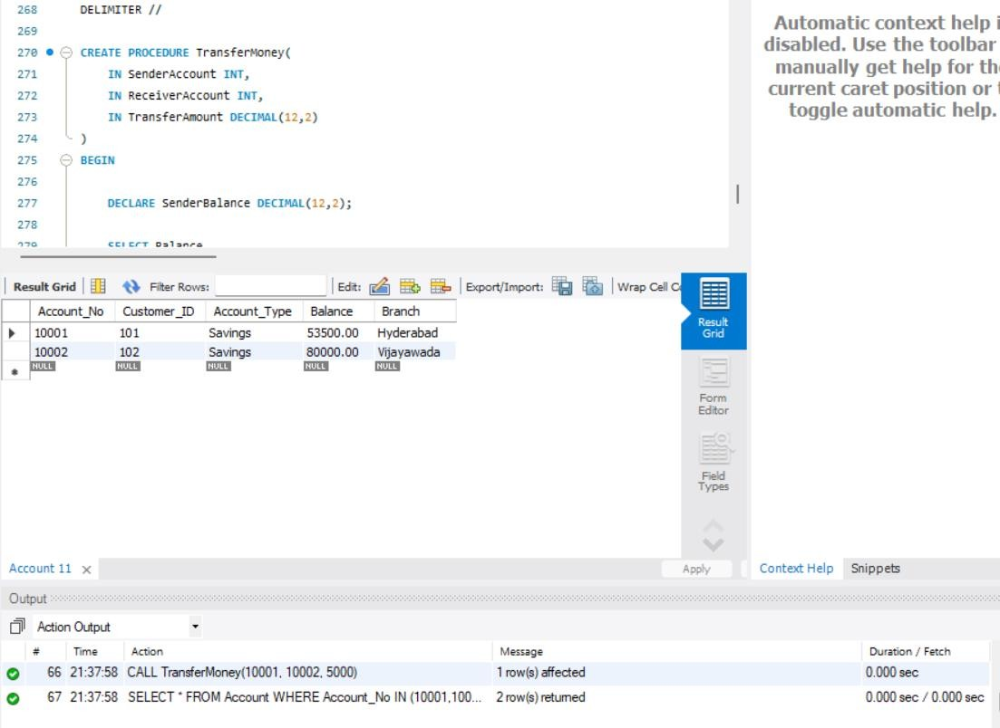 268 DELIMITER //
269
270 CREATE PROCEDURE TransferMoney(
271 IN SenderAccount INT,
272 IN ReceiverAccount INT,
273 IN TransferAmount DECIMAL(12,2)
274 )
275 BEGIN
276
277 DECLARE SenderBalance DECIMAL(12,2);
278
279 SELECT Balance
Automatic context help i
disabled. Use the toolbar
manually get help for the
current caret position or t
toggle automatic help.
Result Grid Filter Rows: Edit: Export/Import: Wrap Cell Co
Account_No Customer_ID Account_Type Balance Branch
10001 101 Savings 53500.00 Hyderabad
10002 102 Savings 80000.00 Vijayawada
NULL NULL NULL NULL NULL
Result
Grid
Form
Editor
Field
Types
Account 11 Apply
Context Help Snippets
Output
Action Output
# Time Action Message Duration / Fetch
66 21:37:58 CALL TransferMoney(10001, 10002, 5000) 1 row(s) affected 0.000 sec
67 21:37:58 SELECT * FROM Account WHERE Account_No IN (10001,100... 2 row(s) returned 0.000 sec / 0.000 sec